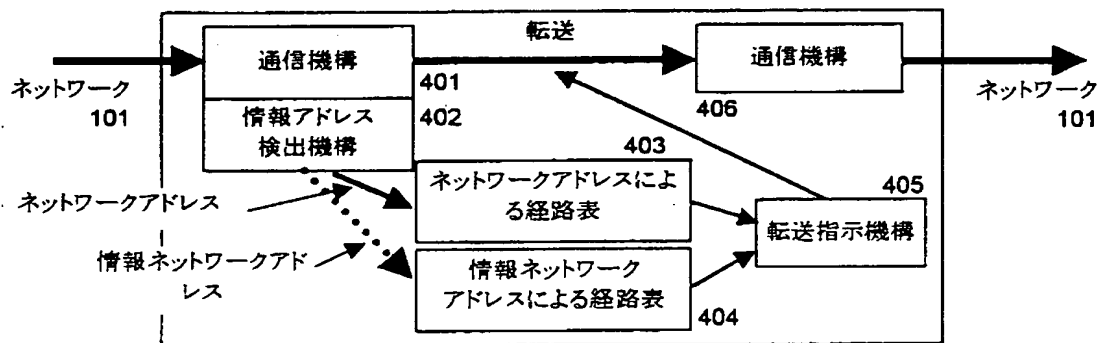 転送
通信機構
通信機構
ネットワーク
101
401
406
ネットワーク
101
情報アドレス
検出機構
402
403
ネットワークアドレス
ネットワークアドレスによ
る経路表
405
転送指示機構
情報ネットワークアド
レス
情報ネットワーク
アドレスによる経路表
404